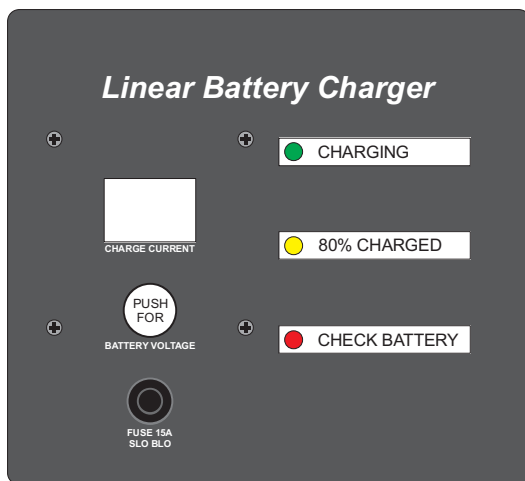 Linear Battery Charger
CHARGING
CHARGE CURRENT
80% CHARGED
PUSH
FOR
BATTERY VOLTAGE
CHECK BATTERY
FUSE 15A
SLO BLO